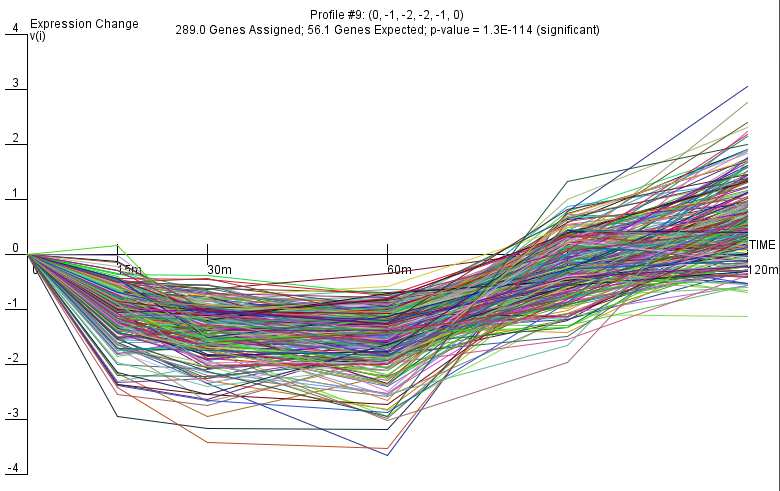 Profile #9: (0, -1, -2, -2, -1, 0)
289.0 Genes Assigned; 56.1 Genes Expected; p-value = 1.3E-114 (significant)
Expression Change
v(i)
4
3
2
1
0
-1
-2
-3
-4
0
15m
30m
60m
120m
TIME